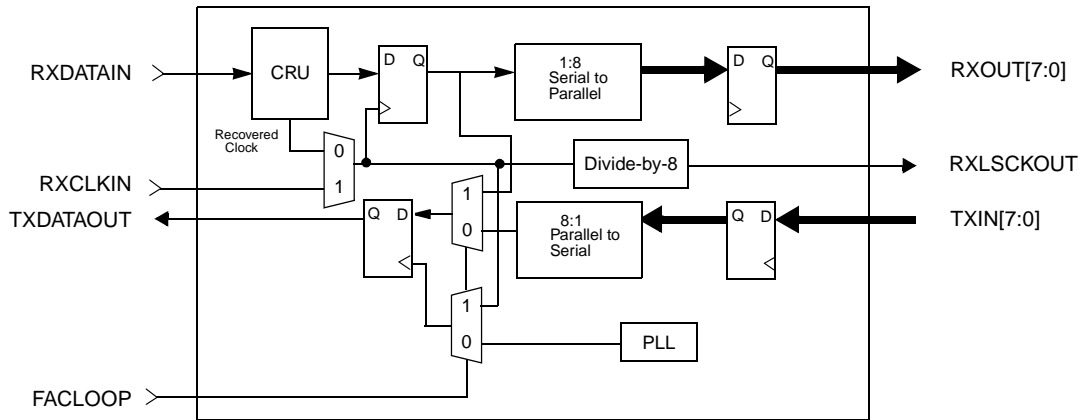 RXDATAIN
CRU
D Q
1:8
Serial to
Parallel
D Q
RXOUT[7:0]
Recovered
Clock
0
1
Divide-by-8
RXLSCKOUT
RXCLKIN
TXDATAOUT
Q D
1
0
8:1
Parallel to
Serial
Q D
TXIN[7:0]
1
0
PLL
FACLOOP